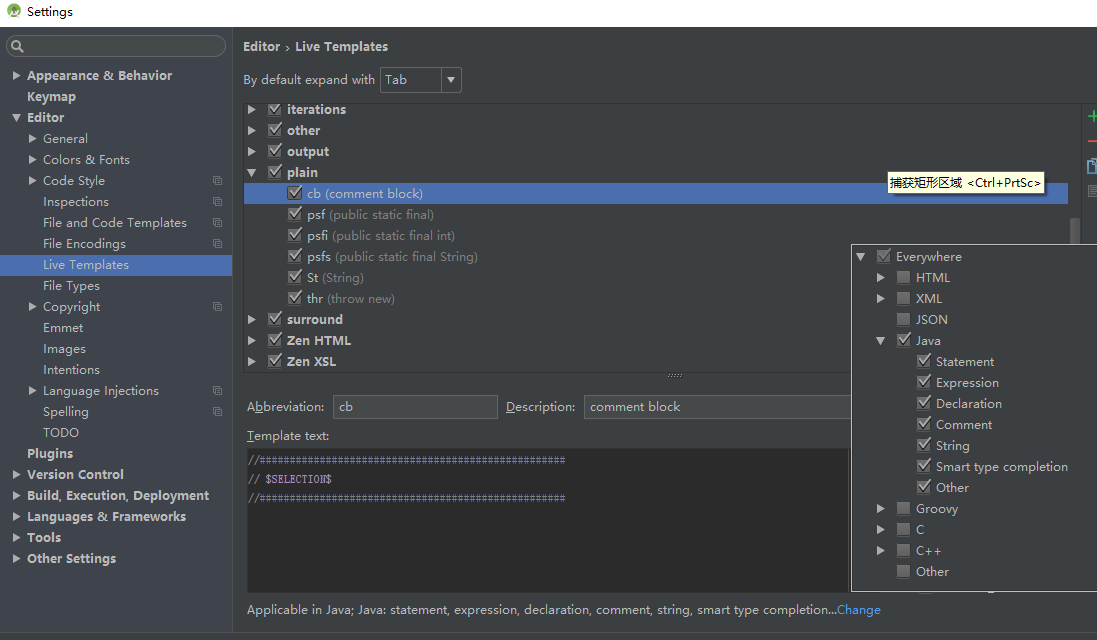 Settings
Appearance & Behavior
Keymap
Editor
General
Colors & Fonts
Code Style
Inspections
File and Code Templates
File Encodings
Live Templates
File Types
Copyright
Emmet
Images
Intentions
Language Injections
Spelling
TODO
Plugins
Version Control
Build, Execution, Deployment
Languages & Frameworks
Tools
Other Settings
Editor › Live Templates
By default expand with Tab
iterations
other
output
plain
cb (comment block)
psf (public static final)
psfi (public static final int)
psfs (public static final String)
St (String)
thr (throw new)
surround
Zen HTML
Zen XSL
捕获矩形区域 <Ctrl+PrtSc>
Abbreviation: cb Description: comment block
Template text:
//##################################################
// $SELECTION$
//##################################################
Applicable in Java; Java: statement, expression, declaration, comment, string, smart type completion...Change
Everywhere
HTML
XML
JSON
Java
Statement
Expression
Declaration
Comment
String
Smart type completion
Other
Groovy
C
C++
Other